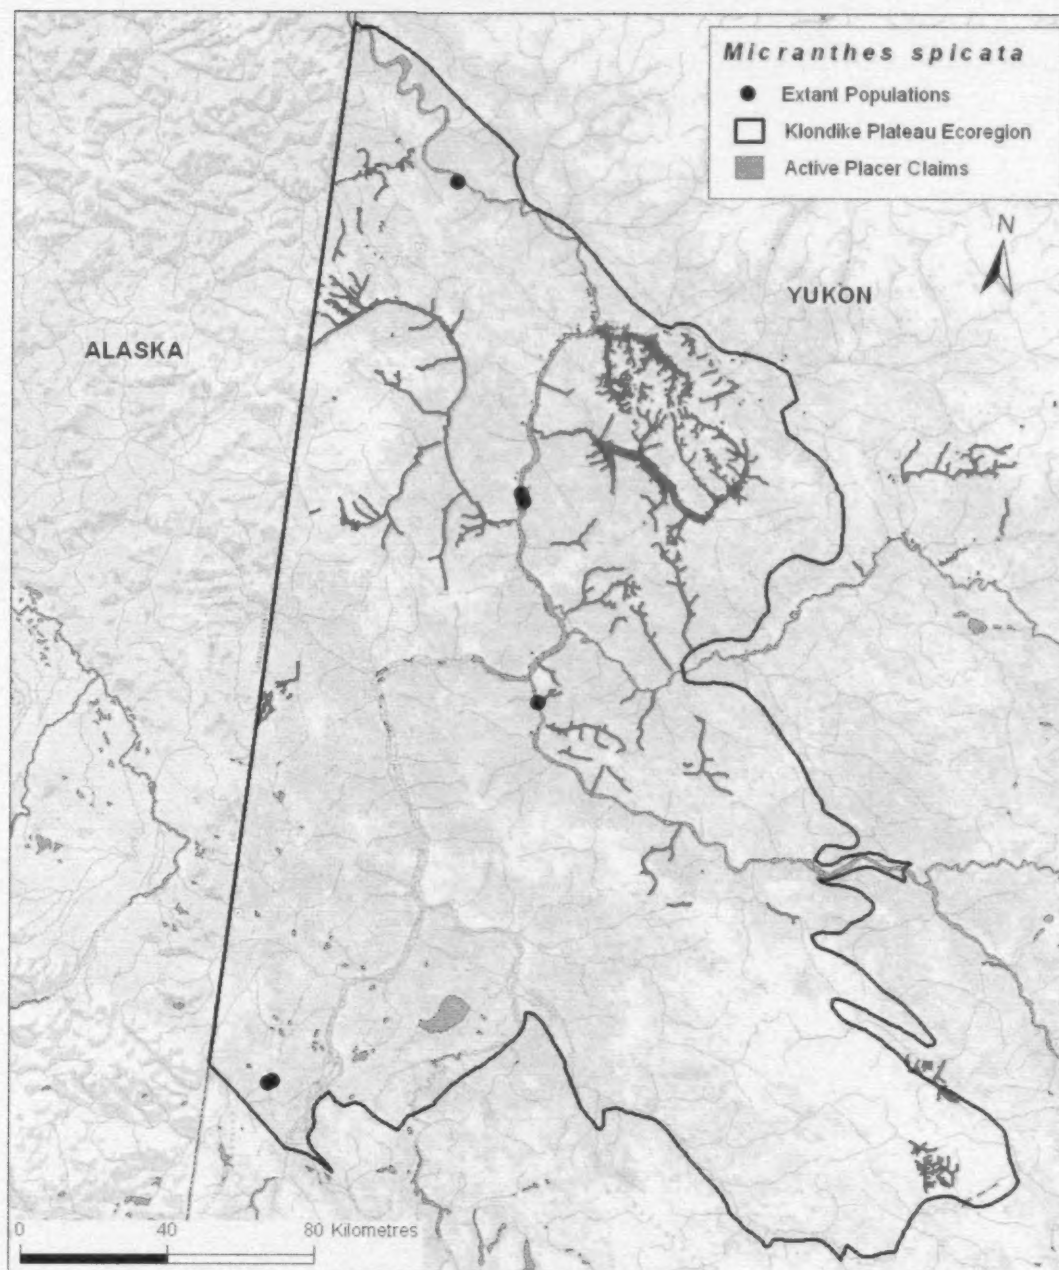 Micranthes spicata
Extant Populations
Klondike Plateau Ecoregion
Active Placer Claims
N
YUKON
ALASKA
0 40 80 Kilometres